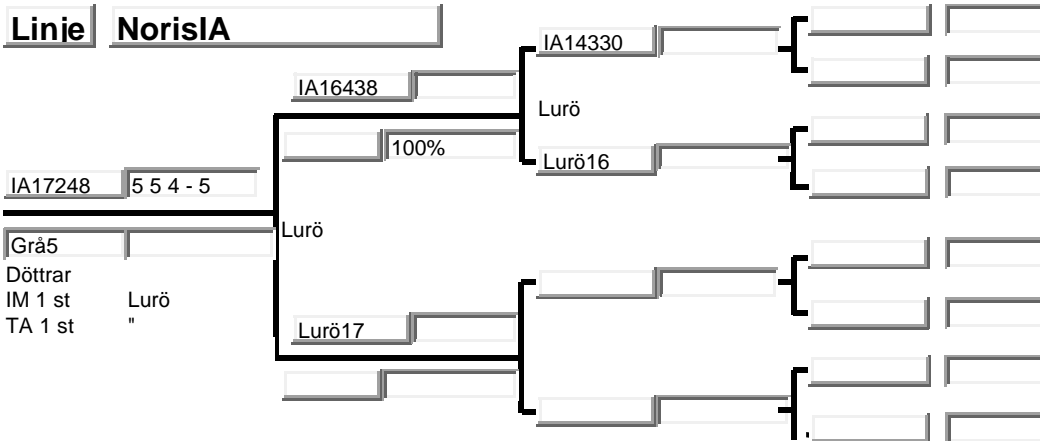 Linje NorisIA
IA14330
IA16438
Lurö
100%
Lurö16
IA17248 5 5 4 - 5
Lurö
Grå5
Döttrar
IM 1 st Lurö
TA 1 st "
Lurö17